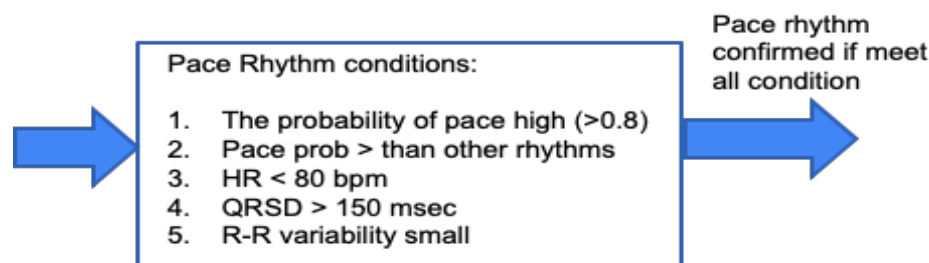 Pace Rhythm conditions:
1. The probability of pace high (>0.8)
2. Pace prob > than other rhythms
3. HR < 80 bpm
4. QRSD > 150 msec
5. R-R variability small
Pace rhythm
confirmed if meet
all condition